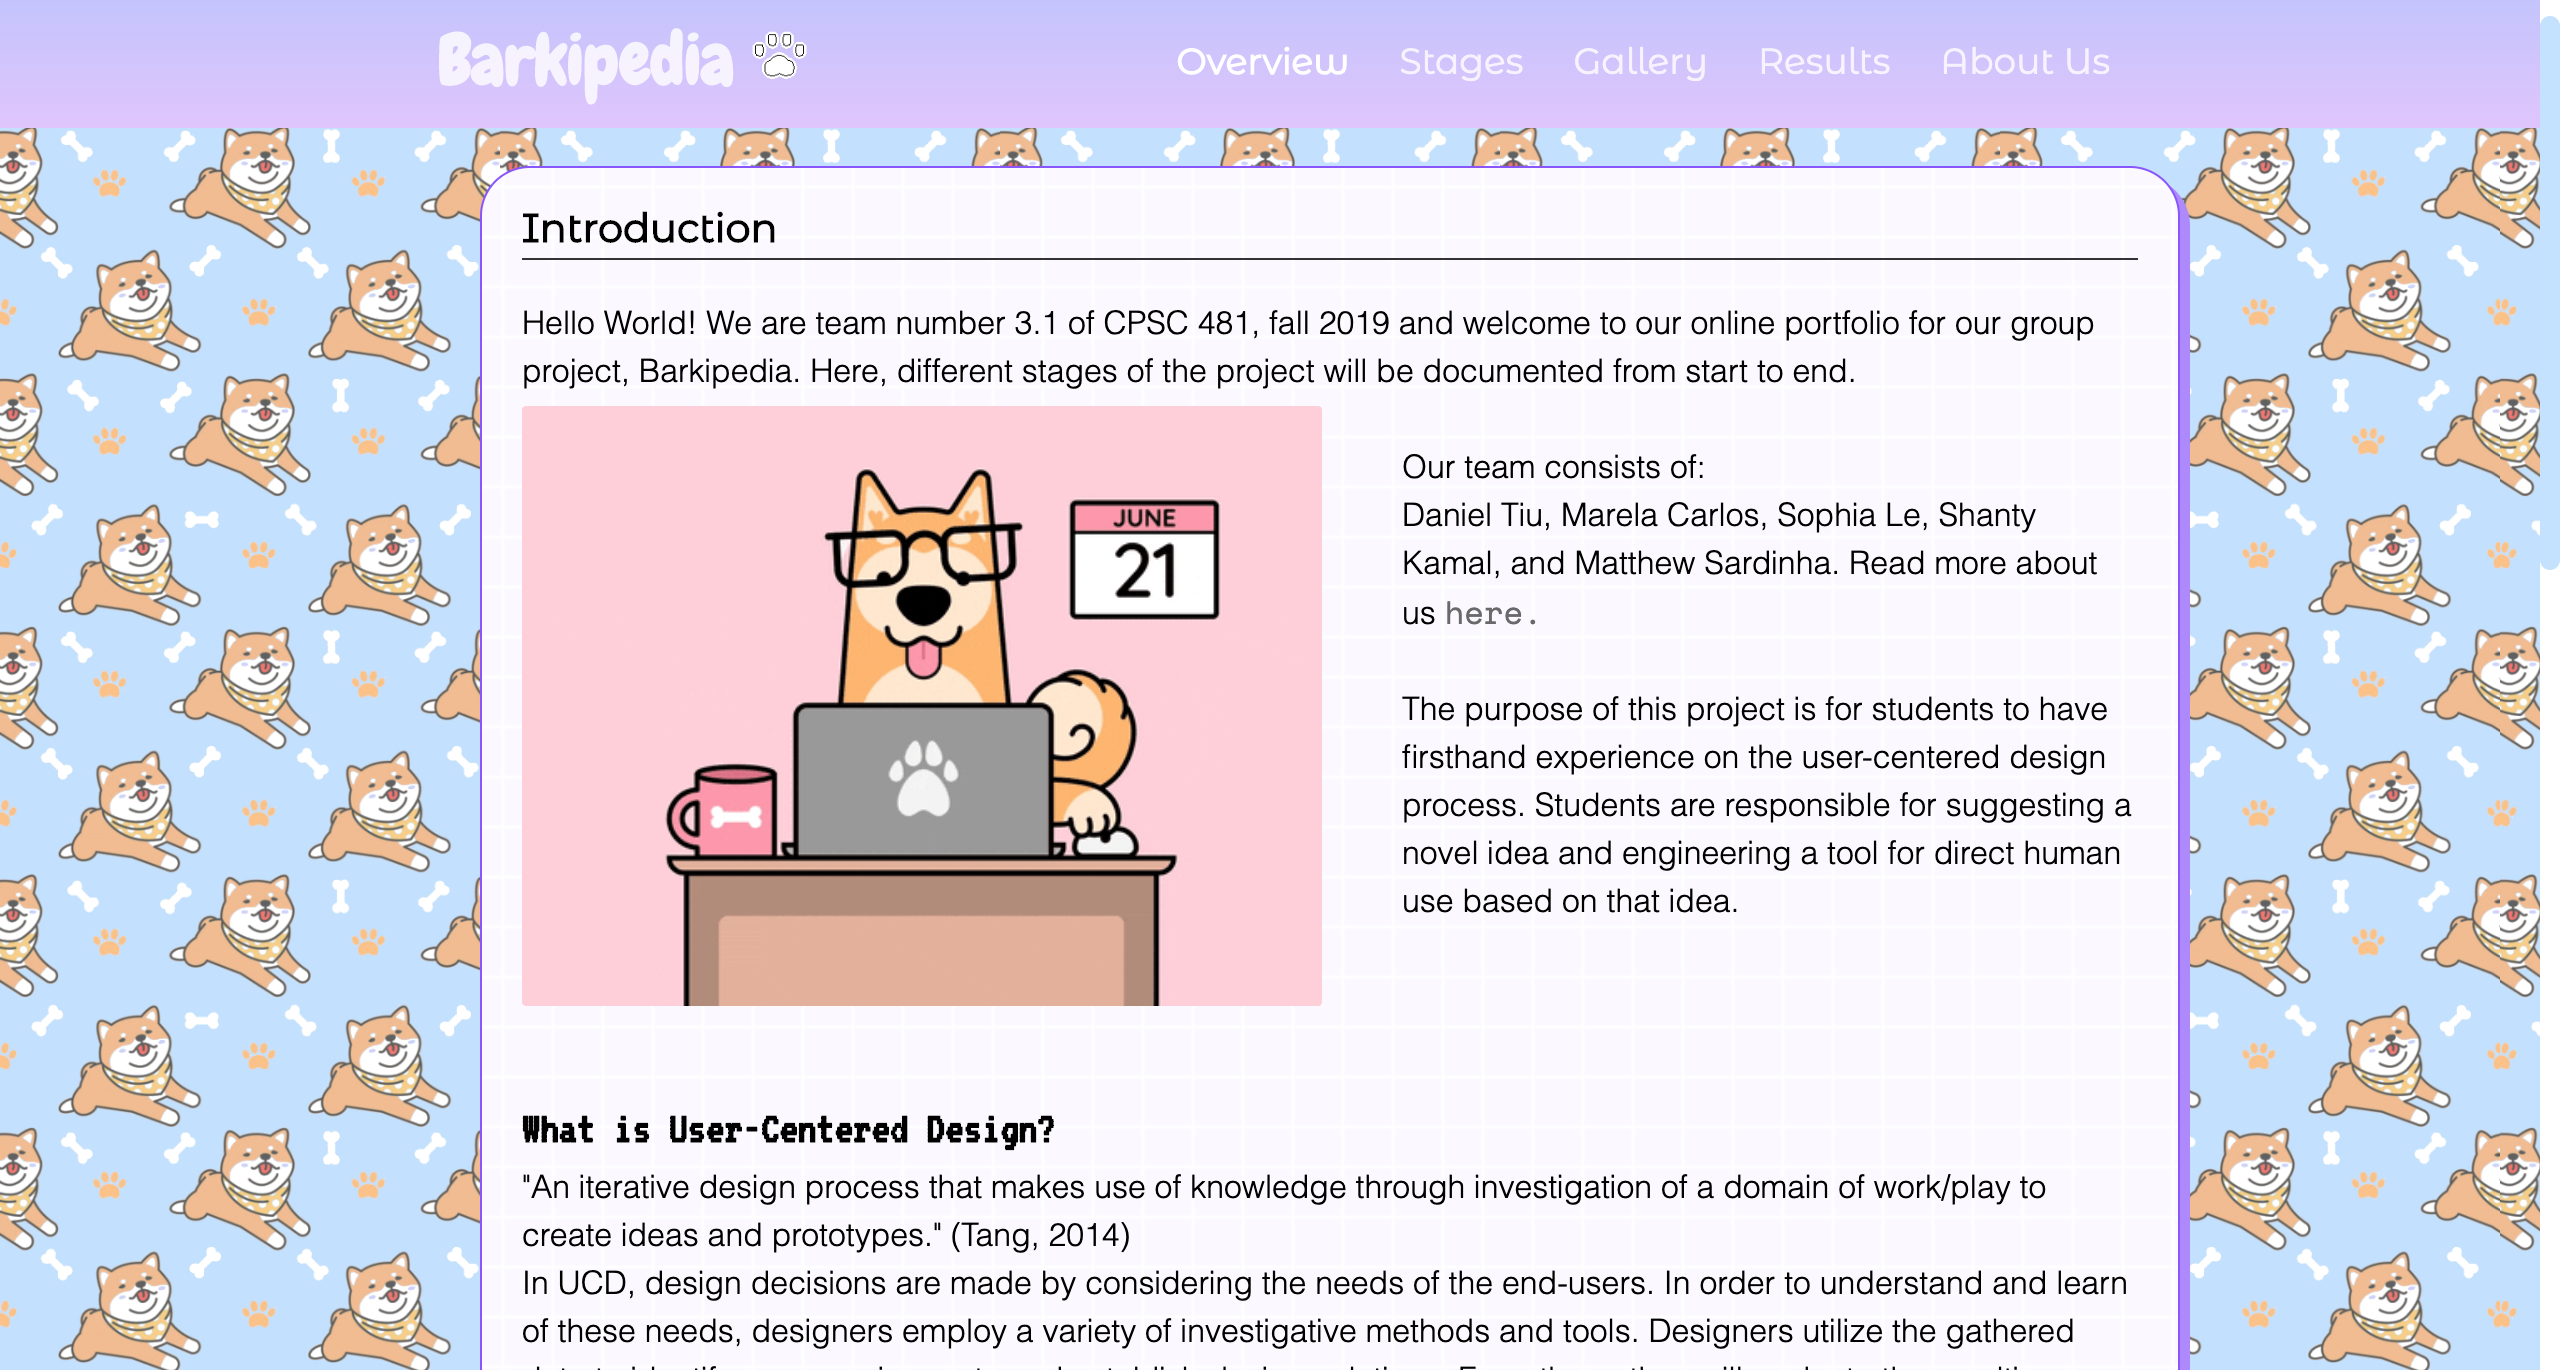 Barkipedia
Overview Stages Gallery Results About Us
Introduction
Hello World! We are team number 3.1 of CPSC 481, fall 2019 and welcome to our online portfolio for our group
project, Barkipedia. Here, different stages of the project will be documented from start to end.
JUNE
21
Our team consists of:
Daniel Tiu, Marela Carlos, Sophia Le, Shanty
Kamal, and Matthew Sardinha. Read more about
us here.
The purpose of this project is for students to have
firsthand experience on the user-centered design
process. Students are responsible for suggesting a
novel idea and engineering a tool for direct human
use based on that idea.
What is User-Centered Design?
"An iterative design process that makes use of knowledge through investigation of a domain of work/play to
create ideas and prototypes." (Tang, 2014)
In UCD, design decisions are made by considering the needs of the end-users. In order to understand and learn
of these needs, designers employ a variety of investigative methods and tools. Designers utilize the gathered